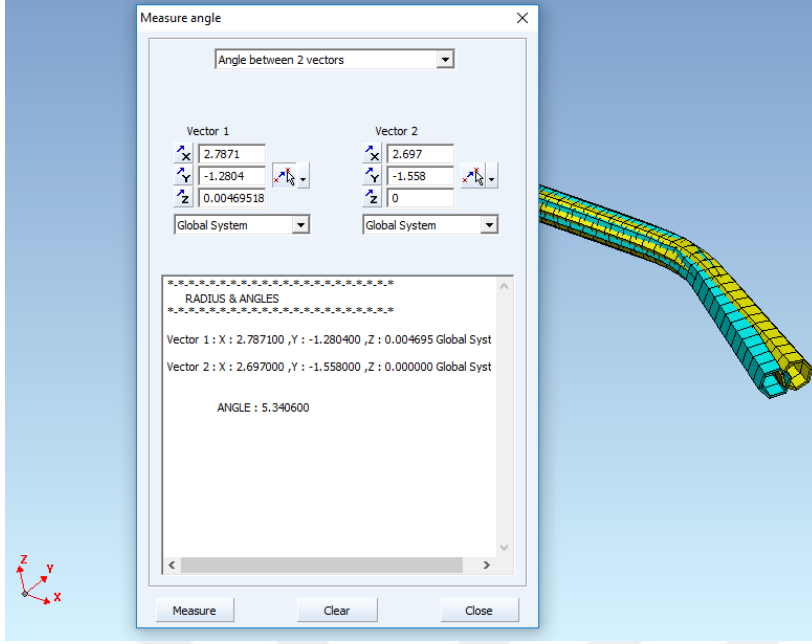 Measure angle
Angle between 2 vectors
Vector 1 Vector 2
X 2.7871 X 2.697
Y -1.2804 Y -1.558
Z 0.00469518 Z 0
Global System Global System
*-*-*-*-*-*-*-*-*-*-*-*-*-*-*-*-*-*-*-*-*-*-*
RADIUS & ANGLES
*-*-*-*-*-*-*-*-*-*-*-*-*-*-*-*-*-*-*-*-*-*-*
Vector 1 : X : 2.787100 ,Y : -1.280400 ,Z : 0.004695 Global Syst
Vector 2 : X : 2.697000 ,Y : -1.558000 ,Z : 0.000000 Global Syst
ANGLE : 5.340600
Z
Y
X
Measure Clear Close